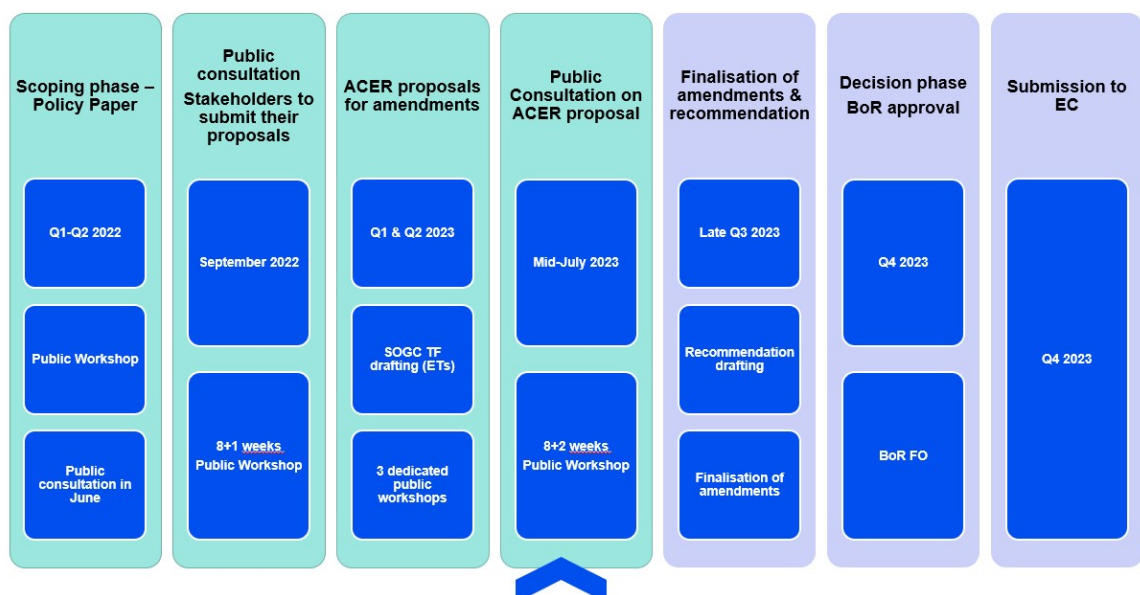 Scoping phase –
Policy Paper
Q1-Q2 2022
Public Workshop
Public
consultation in
June
Public
consultation
Stakeholders to
submit their
proposals
September 2022
8+1 weeks
Public Workshop
ACER proposals
for amendments
Q1 & Q2 2023
SOGC TF
drafting (ETs)
3 dedicated
public
workshops
Public
Consultation on
ACER proposal
Mid-July 2023
8+2 weeks
Public Workshop
Finalisation of
amendments &
recommendation
Late Q3 2023
Recommendation
drafting
Finalisation of
amendments
Decision phase
BoR approval
Q4 2023
BoR FO
Submission to
EC
Q4 2023